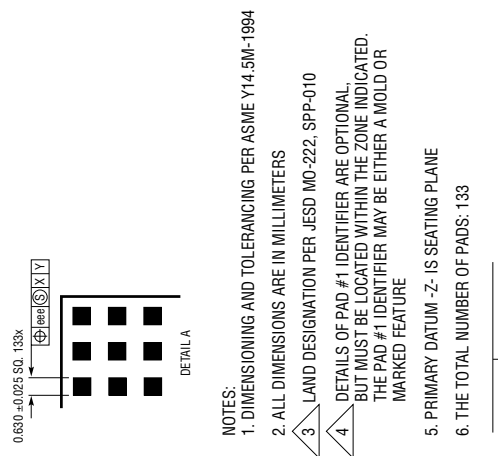 0.630 ±0.025 SQ. 133x
⌖ eee Ⓢ X Y
DETAIL A
NOTES:
1. DIMENSIONING AND TOLERANCING PER ASME Y14.5M-1994
2. ALL DIMENSIONS ARE IN MILLIMETERS
3 LAND DESIGNATION PER JESD MO-222, SPP-010
4 DETAILS OF PAD #1 IDENTIFIER ARE OPTIONAL,
BUT MUST BE LOCATED WITHIN THE ZONE INDICATED.
THE PAD #1 IDENTIFIER MAY BE EITHER A MOLD OR
MARKED FEATURE
5. PRIMARY DATUM -Z- IS SEATING PLANE
6. THE TOTAL NUMBER OF PADS: 133